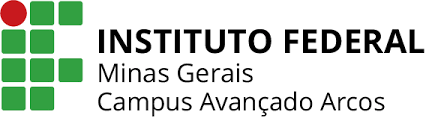 INSTITUTO FEDERAL
Minas Gerais
Campus Avançado Arcos